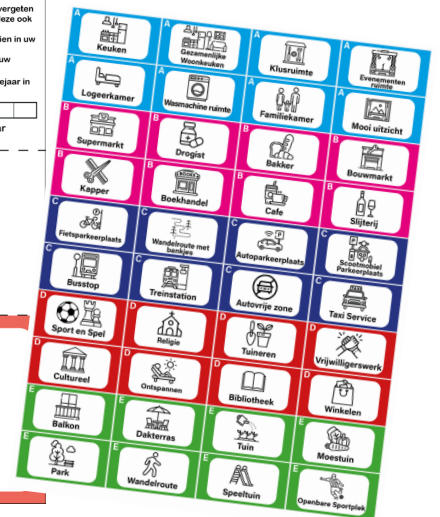 vergeten
deze ook
ien in uw
uw
ejaar in
ar
A A A A
Keuken
Gezamenlijke
Woonkeuken
Klusruimte
Evenementen
ruimte
A A A A
Logeerkamer
Wasmachine ruimte
Familiekamer
Mooi uitzicht
B B B B
Supermarkt
Drogist
Bakker
Bouwmarkt
B B B B
Kapper
BOOKS
Boekhandel
Cafe
Slijterij
C C C C
P
Fietsparkeerplaats
Wandelroute met
bankjes
P
Autoparkeerplaats
P
Scootmobiel
Parkeerplaats
C C C C
Busstop
Treinstation
Autovrije zone
Taxi Service
D D D D
Sport en Spel
Religie
Tuineren
Vrijwilligerswerk
D D D D
Cultureel
Ontspannen
Bibliotheek
Winkelen
E E E E
Balkon
Dakterras
Tuin
Moestuin
E E E E
Park
Wandelroute
Speeltuin
Openbare Sportplek